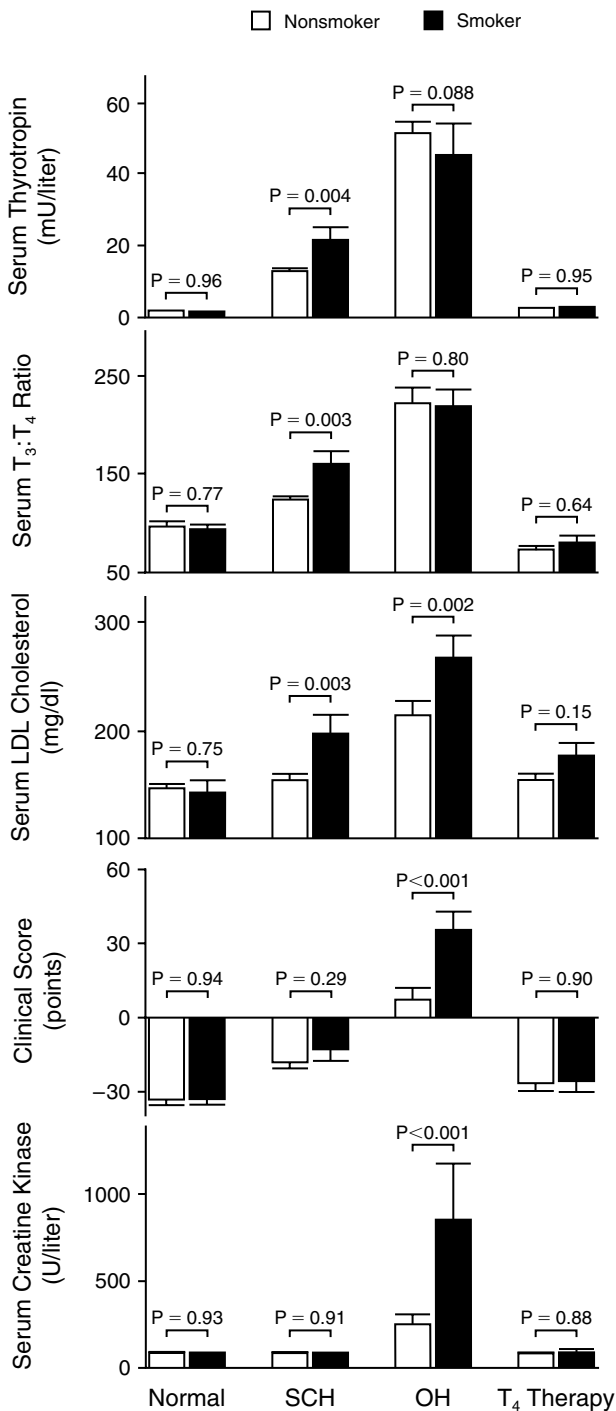 Nonsmoker Smoker
Serum Thyrotropin
(mU/liter)
60
40
20
0
P = 0.96
P = 0.004
P = 0.088
P = 0.95
Serum T₃:T₄ Ratio
250
150
50
P = 0.77
P = 0.003
P = 0.80
P = 0.64
Serum LDL Cholesterol
(mg/dl)
300
200
100
P = 0.75
P = 0.003
P = 0.002
P = 0.15
Clinical Score
(points)
60
30
0
−30
P = 0.94
P = 0.29
P<0.001
P = 0.90
Serum Creatine Kinase
(U/liter)
1000
500
0
P = 0.93
P = 0.91
P<0.001
P = 0.88
Normal SCH OH T₄ Therapy